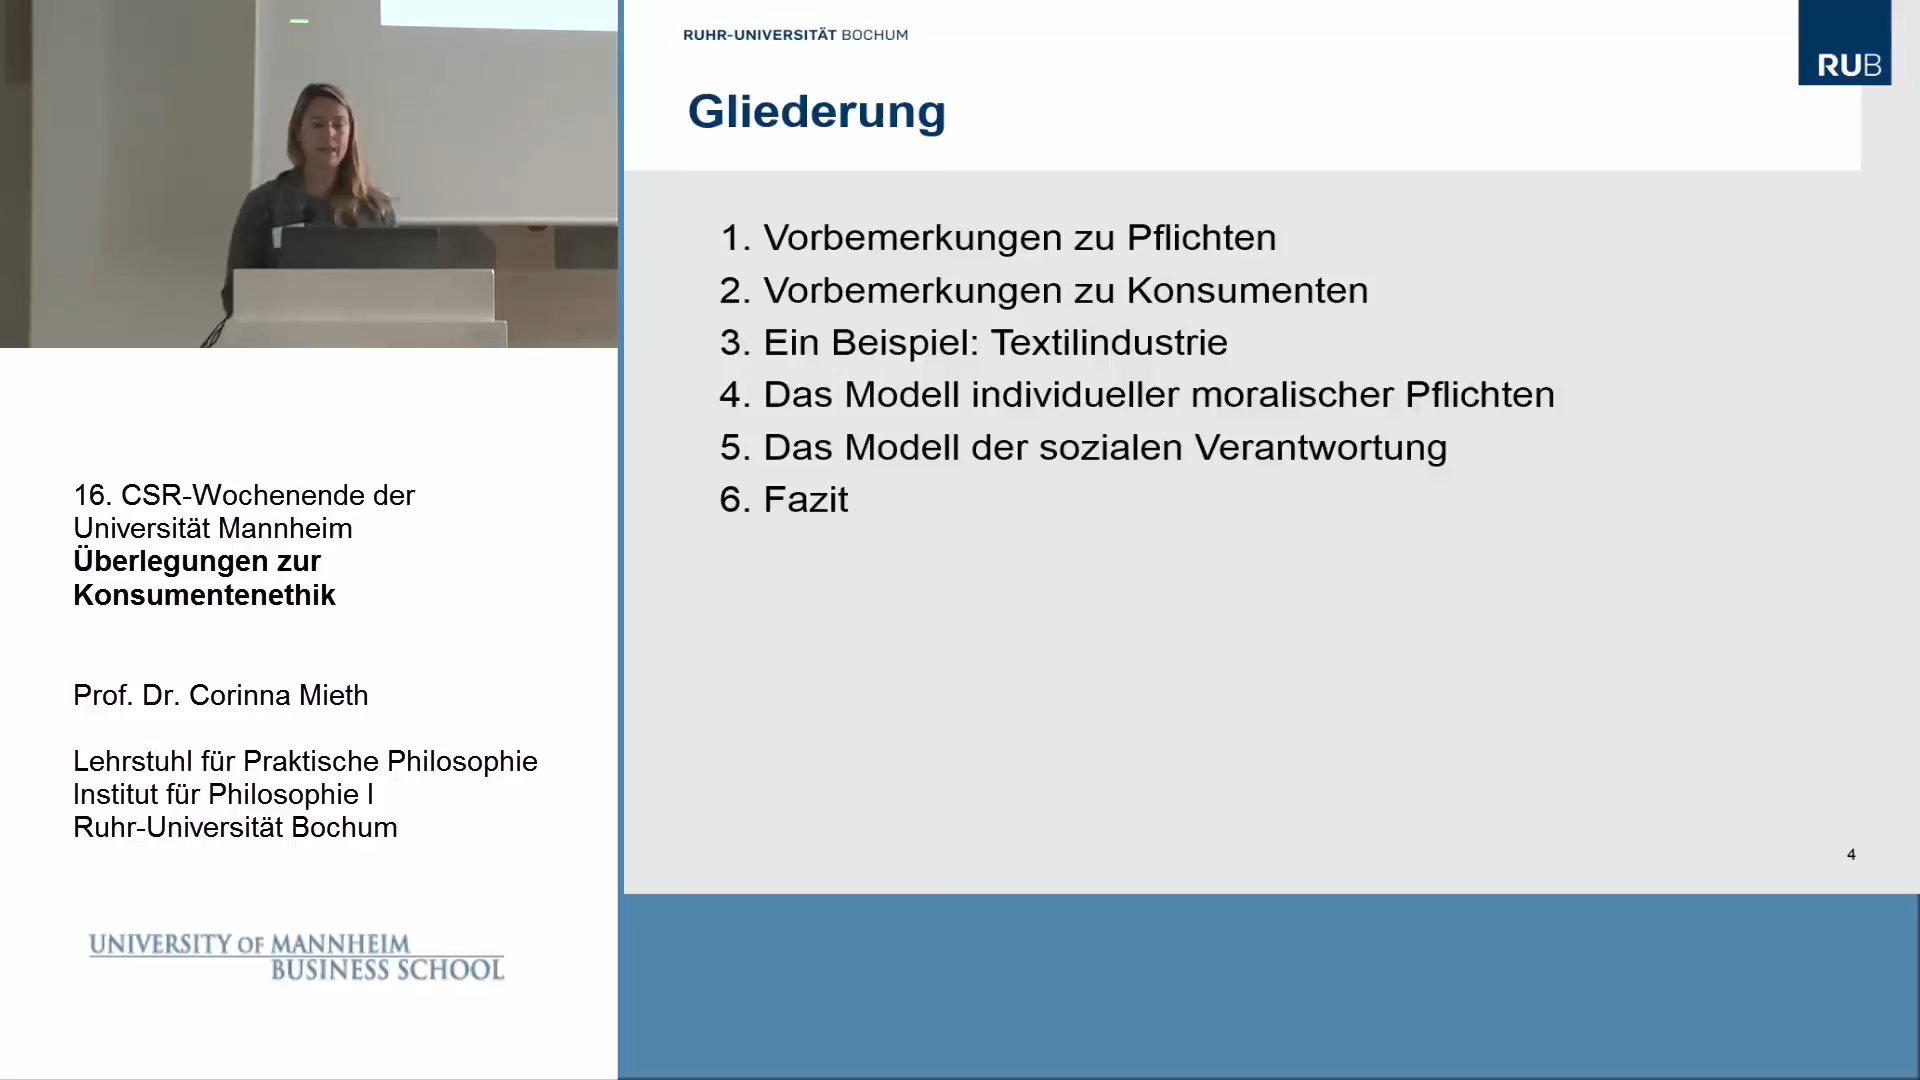 16. CSR-Wochenende der
Universität Mannheim
Überlegungen zur
Konsumentenethik
Prof. Dr. Corinna Mieth
Lehrstuhl für Praktische Philosophie
Institut für Philosophie I
Ruhr-Universität Bochum
UNIVERSITY OF MANNHEIM
BUSINESS SCHOOL
RUHR-UNIVERSITÄT BOCHUM
RUB
Gliederung
1. Vorbemerkungen zu Pflichten
2. Vorbemerkungen zu Konsumenten
3. Ein Beispiel: Textilindustrie
4. Das Modell individueller moralischer Pflichten
5. Das Modell der sozialen Verantwortung
6. Fazit
4